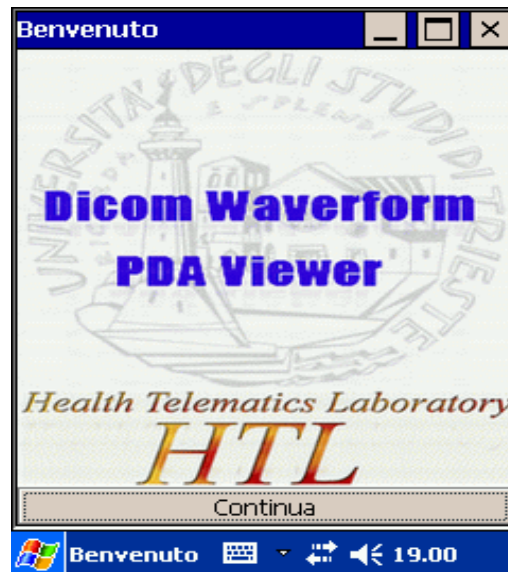 Benvenuto
UNIVERSITA' DEGLI STUDI DI TRIESTE
Dicom Waverform
PDA Viewer
Health Telematics Laboratory
HTL
Continua
Benvenuto 19.00